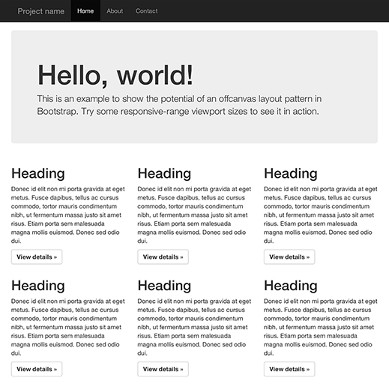 Project name Home About Contact
Hello, world!
This is an example to show the potential of an offcanvas layout pattern in
Bootstrap. Try some responsive-range viewport sizes to see it in action.
Heading
Donec id elit non mi porta gravida at eget
metus. Fusce dapibus, tellus ac cursus
commodo, tortor mauris condimentum
nibh, ut fermentum massa justo sit amet
risus. Etiam porta sem malesuada
magna mollis euismod. Donec sed odio
dui.
View details »
Heading
Donec id elit non mi porta gravida at eget
metus. Fusce dapibus, tellus ac cursus
commodo, tortor mauris condimentum
nibh, ut fermentum massa justo sit amet
risus. Etiam porta sem malesuada
magna mollis euismod. Donec sed odio
dui.
View details »
Heading
Donec id elit non mi porta gravida at eget
metus. Fusce dapibus, tellus ac cursus
commodo, tortor mauris condimentum
nibh, ut fermentum massa justo sit amet
risus. Etiam porta sem malesuada
magna mollis euismod. Donec sed odio
dui.
View details »
Heading
Donec id elit non mi porta gravida at eget
metus. Fusce dapibus, tellus ac cursus
commodo, tortor mauris condimentum
nibh, ut fermentum massa justo sit amet
risus. Etiam porta sem malesuada
magna mollis euismod. Donec sed odio
dui.
View details »
Heading
Donec id elit non mi porta gravida at eget
metus. Fusce dapibus, tellus ac cursus
commodo, tortor mauris condimentum
nibh, ut fermentum massa justo sit amet
risus. Etiam porta sem malesuada
magna mollis euismod. Donec sed odio
dui.
View details »
Heading
Donec id elit non mi porta gravida at eget
metus. Fusce dapibus, tellus ac cursus
commodo, tortor mauris condimentum
nibh, ut fermentum massa justo sit amet
risus. Etiam porta sem malesuada
magna mollis euismod. Donec sed odio
dui.
View details »